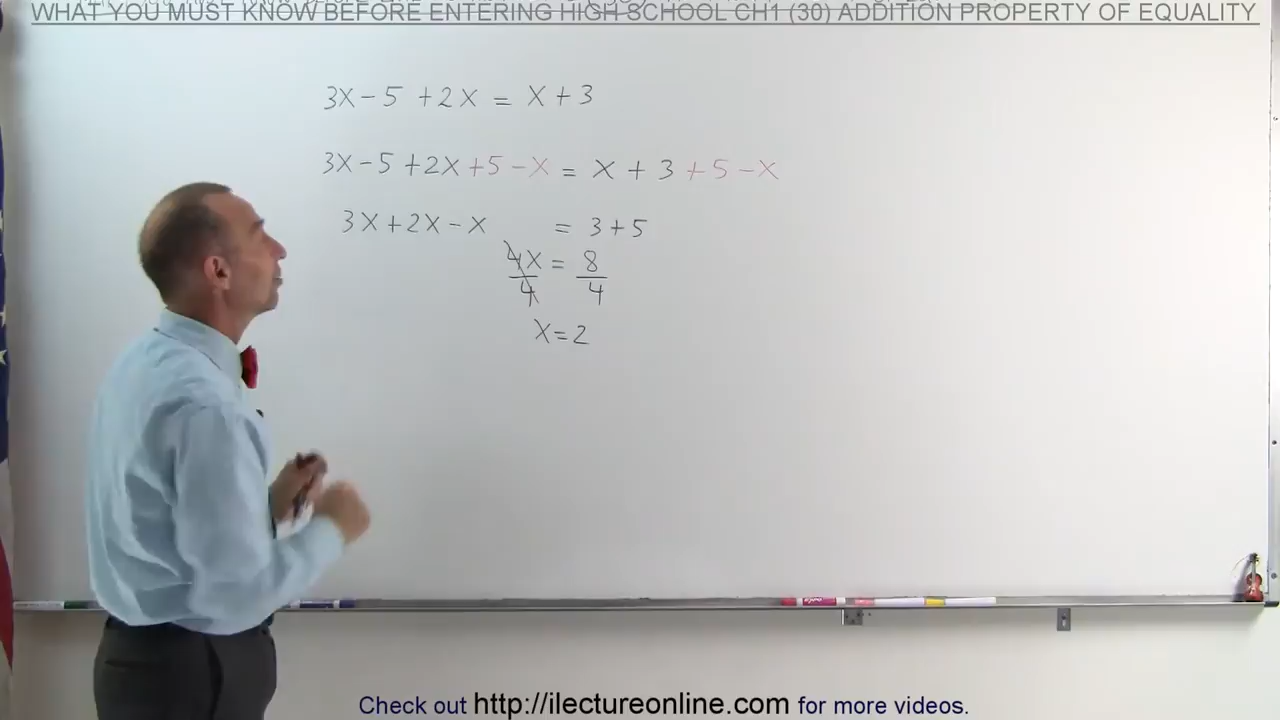 WHAT YOU MUST KNOW BEFORE ENTERING HIGH SCHOOL CH1 (30) ADDITION PROPERTY OF EQUALITY
3X-5 +2X = X+3
3X-5+2X+5-X = X+3+5-X
3X+2X-X = 3+5
4X = 8
4 4
X=2
Check out http://ilectureonline.com for more videos.